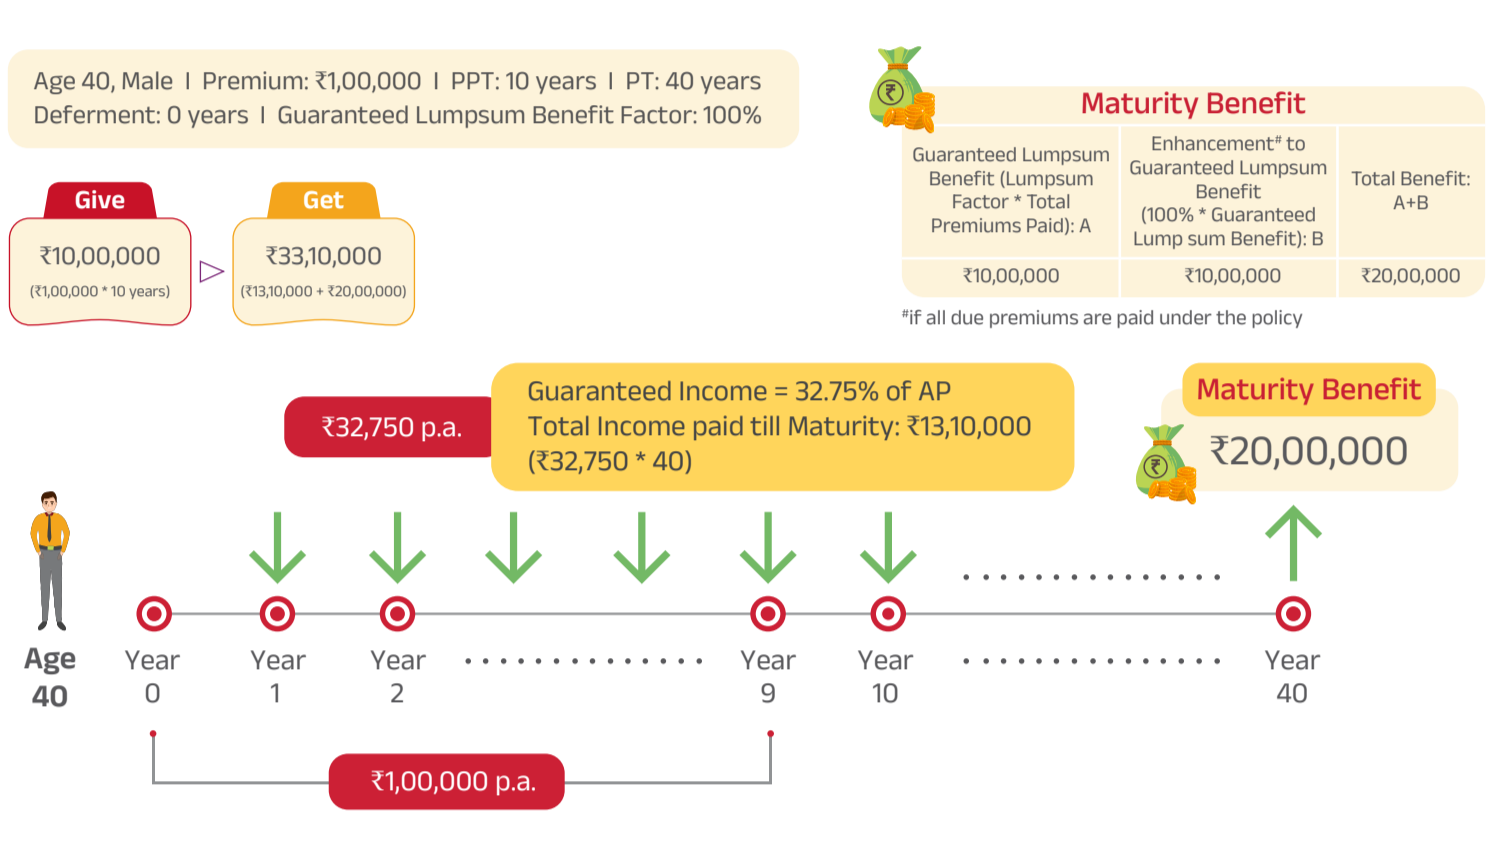 Age 40, Male I Premium: ₹1,00,000 I PPT: 10 years I PT: 40 years
Deferment: 0 years I Guaranteed Lumpsum Benefit Factor: 100%
Give
₹10,00,000
(₹1,00,000 * 10 years)
Get
₹33,10,000
(₹13,10,000 + ₹20,00,000)
Maturity Benefit
Guaranteed Lumpsum
Benefit (Lumpsum
Factor * Total
Premiums Paid): A
Enhancement# to
Guaranteed Lumpsum
Benefit
(100% * Guaranteed
Lump sum Benefit): B
Total Benefit:
A+B
₹10,00,000
₹10,00,000
₹20,00,000
#if all due premiums are paid under the policy
₹32,750 p.a.
Guaranteed Income = 32.75% of AP
Total Income paid till Maturity: ₹13,10,000
(₹32,750 * 40)
Maturity Benefit
₹20,00,000
₹
₹
Age
40
Year
0
Year
1
Year
2
Year
9
Year
10
Year
40
₹1,00,000 p.a.